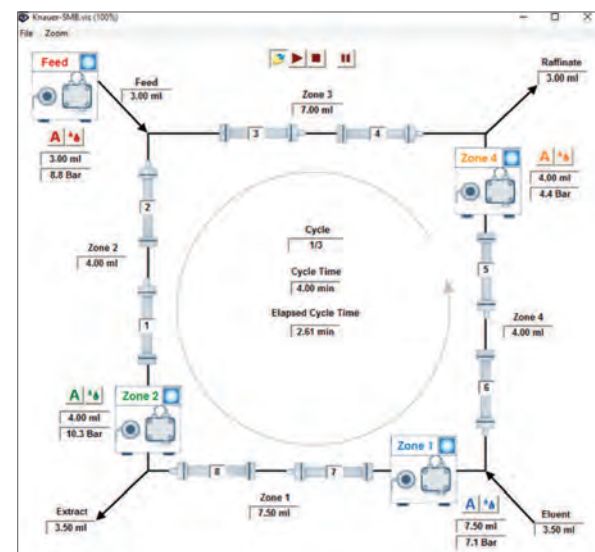 Knauer-SMB.vis (100%)
File Zoom
Feed
Feed
3.00 ml
A
3.00 ml
8.8 Bar
Zone 3
7.00 ml
3
4
Raffinate
3.00 ml
Zone 4
A
4.00 ml
4.4 Bar
2
Zone 2
4.00 ml
1
Cycle
1/3
Cycle Time
4.00 min
Elapsed Cycle Time
2.61 min
5
Zone 4
4.00 ml
6
A
4.00 ml
10.3 Bar
Zone 2
8
7
Zone 1
Zone 1
7.50 ml
A
7.50 ml
7.1 Bar
Extract
3.50 ml
Eluent
3.50 ml